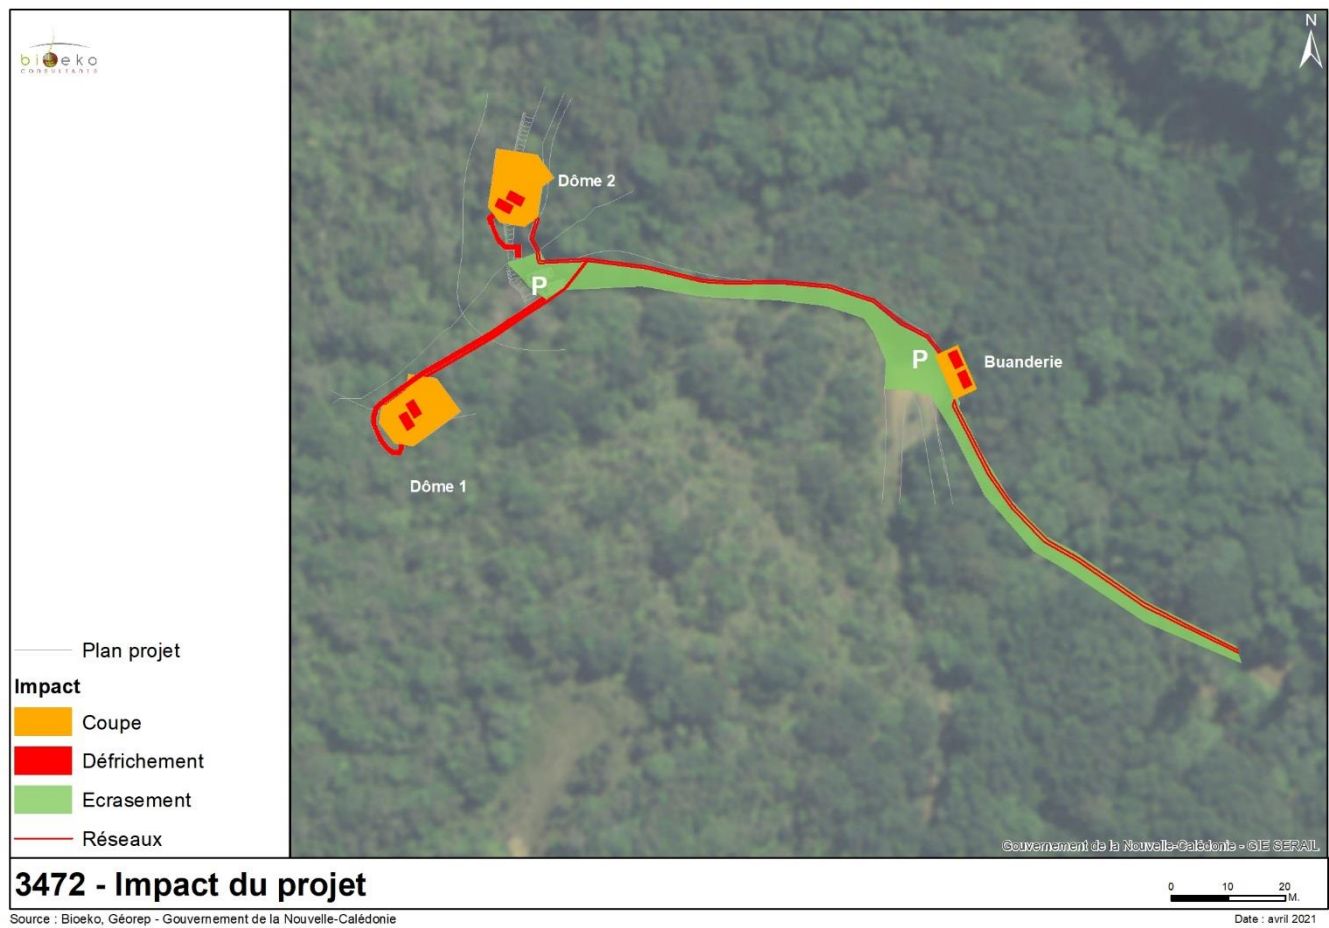 bioeko
CONSULTANTS
N
Dôme 2
P
P
Buanderie
Dôme 1
Plan projet
Impact
Coupe
Défrichement
Ecrasement
Réseaux
Gouvernement de la Nouvelle-Calédonie - GIE SERAIL
3472 - Impact du projet
0 10 20
M.
Source : Bioeko, Géorep - Gouvernement de la Nouvelle-Calédonie
Date : avril 2021